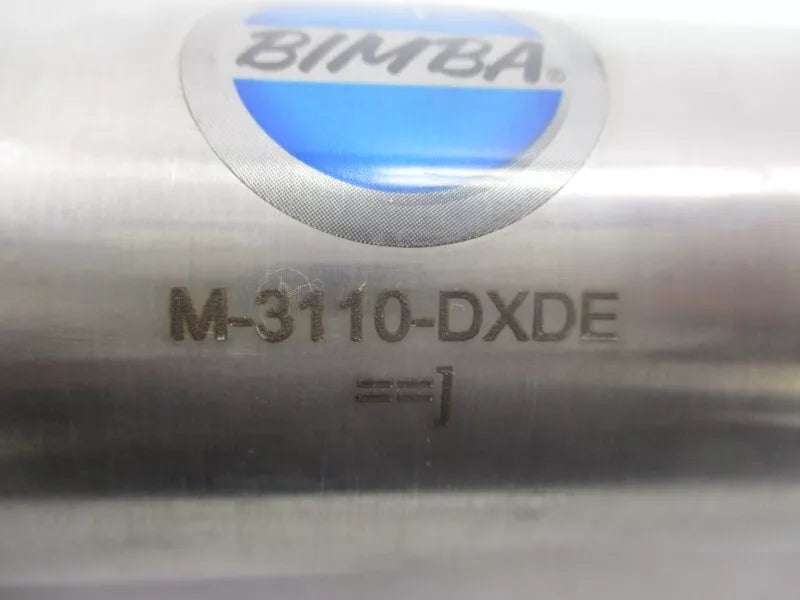 BIMBA®
M-3110-DXDE
==]